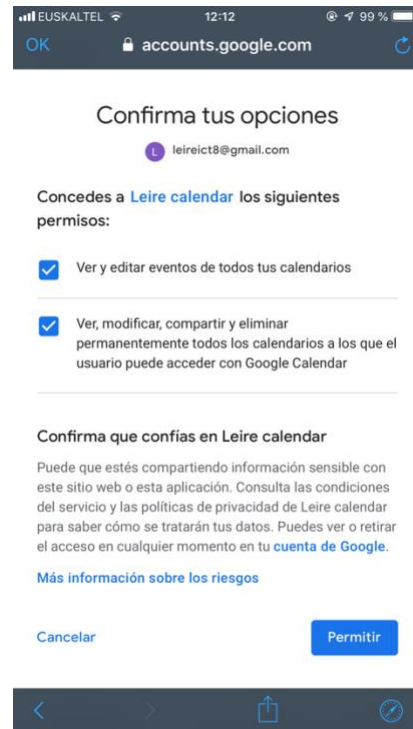 EUSKALTEL 12:12 99 %
OK accounts.google.com
Confirma tus opciones
L leireict8@gmail.com
Concedes a Leire calendar los siguientes
permisos:
Ver y editar eventos de todos tus calendarios
Ver, modificar, compartir y eliminar
permanentemente todos los calendarios a los que el
usuario puede acceder con Google Calendar
Confirma que confías en Leire calendar
Puede que estés compartiendo información sensible con
este sitio web o esta aplicación. Consulta las condiciones
del servicio y las políticas de privacidad de Leire calendar
para saber cómo se tratarán tus datos. Puedes ver o retirar
el acceso en cualquier momento en tu cuenta de Google.
Más información sobre los riesgos
Cancelar Permitir